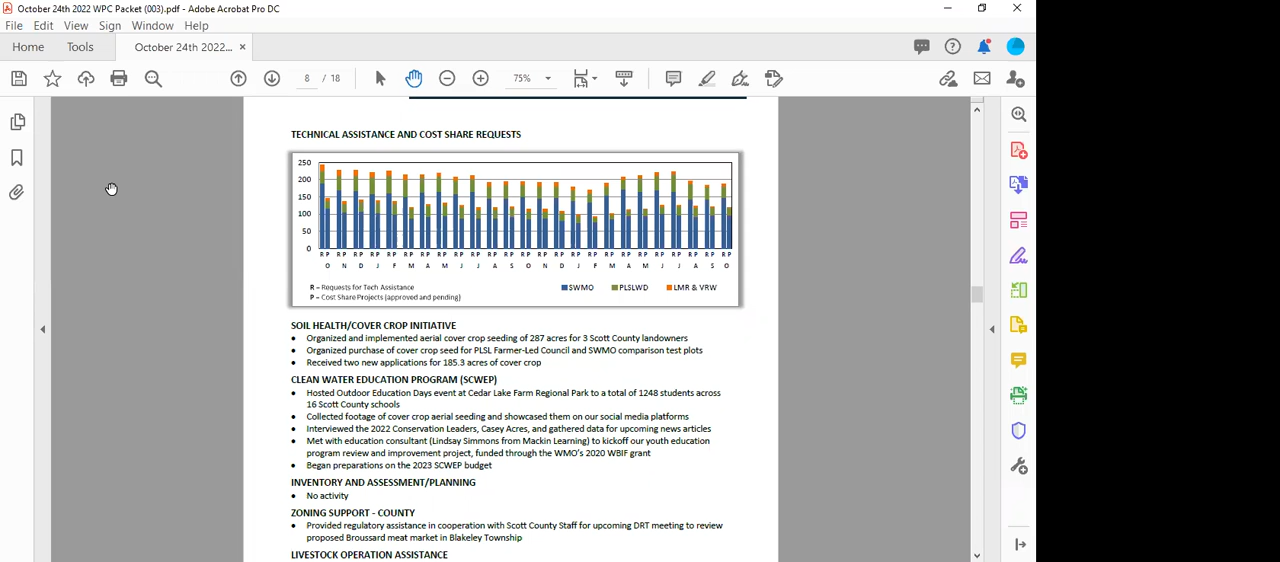 October 24th 2022 WPC Packet (003).pdf - Adobe Acrobat Pro DC
File Edit View Sign Window Help
Home Tools October 24th 2022... ×
8 / 18 75%
TECHNICAL ASSISTANCE AND COST SHARE REQUESTS
250
200
150
100
50
0
R P R P R P R P R P R P R P R P R P R P R P R P R P R P R P R P R P R P R P R P R P R P R P R P R P
O N D J F M A M J J A S O N D J F M A M J J A S O
R – Requests for Tech Assistance
P – Cost Share Projects (approved and pending)
SWMO PLSLWD LMR & VRW
SOIL HEALTH/COVER CROP INITIATIVE
• Organized and implemented aerial cover crop seeding of 287 acres for 3 Scott County landowners
• Organized purchase of cover crop seed for PLSL Farmer-Led Council and SWMO comparison test plots
• Received two new applications for 185.3 acres of cover crop
CLEAN WATER EDUCATION PROGRAM (SCWEP)
• Hosted Outdoor Education Days event at Cedar Lake Farm Regional Park to a total of 1248 students across
16 Scott County schools
• Collected footage of cover crop aerial seeding and showcased them on our social media platforms
• Interviewed the 2022 Conservation Leaders, Casey Acres, and gathered data for upcoming news articles
• Met with education consultant (Lindsay Simmons from Mackin Learning) to kickoff our youth education
program review and improvement project, funded through the WMO's 2020 WBIF grant
• Began preparations on the 2023 SCWEP budget
INVENTORY AND ASSESSMENT/PLANNING
• No activity
ZONING SUPPORT - COUNTY
• Provided regulatory assistance in cooperation with Scott County Staff for upcoming DRT meeting to review
proposed Broussard meat market in Blakeley Township
LIVESTOCK OPERATION ASSISTANCE